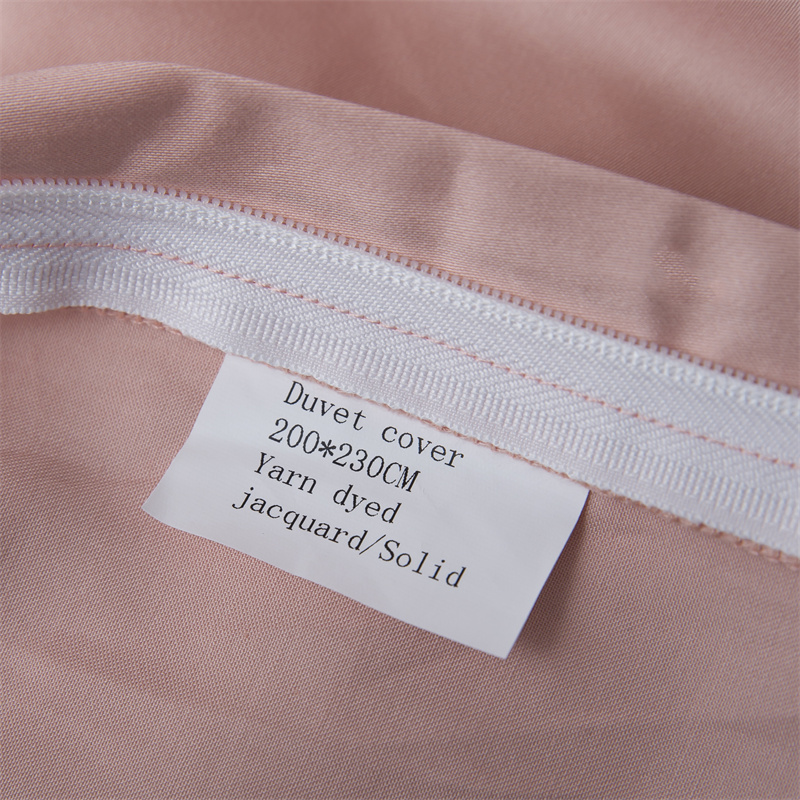 Duvet cover
200*230CM
Yarn dyed
jacquard/Solid